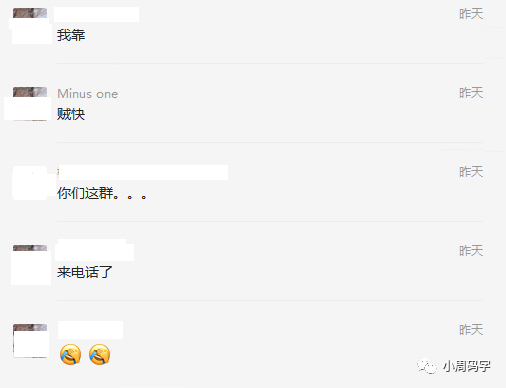 昨天
我靠
Minus one 昨天
贼快
昨天
你们这群。。。
昨天
来电话了
昨天
小周码字